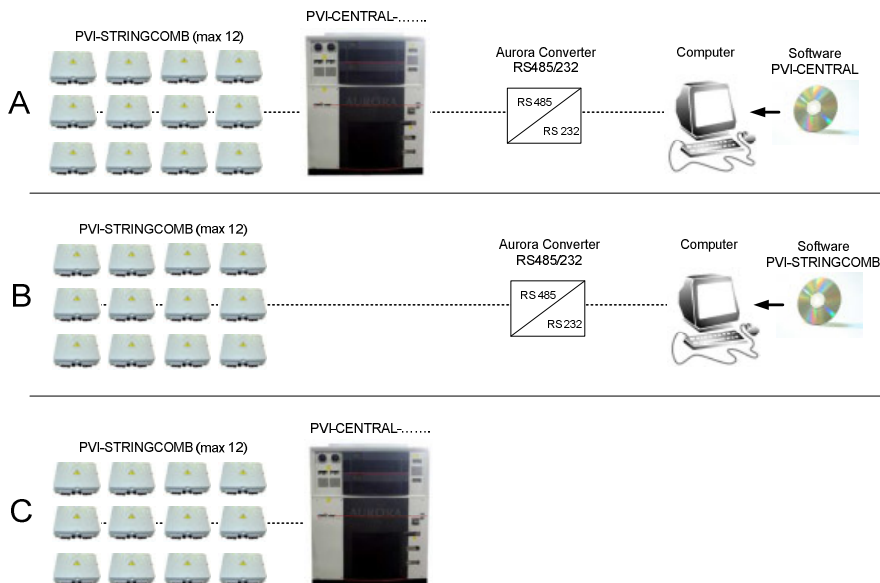 PVI-CENTRAL-.......
PVI-STRINGCOMB (max 12)
Aurora Converter
RS485/232
Computer
Software
PVI-CENTRAL
A
AURORA
RS 485
RS 232
PVI-STRINGCOMB (max 12)
Aurora Converter
RS485/232
Computer
Software
PVI-STRINGCOMB
B
RS 485
RS 232
PVI-CENTRAL-.......
PVI-STRINGCOMB (max 12)
C
AURORA